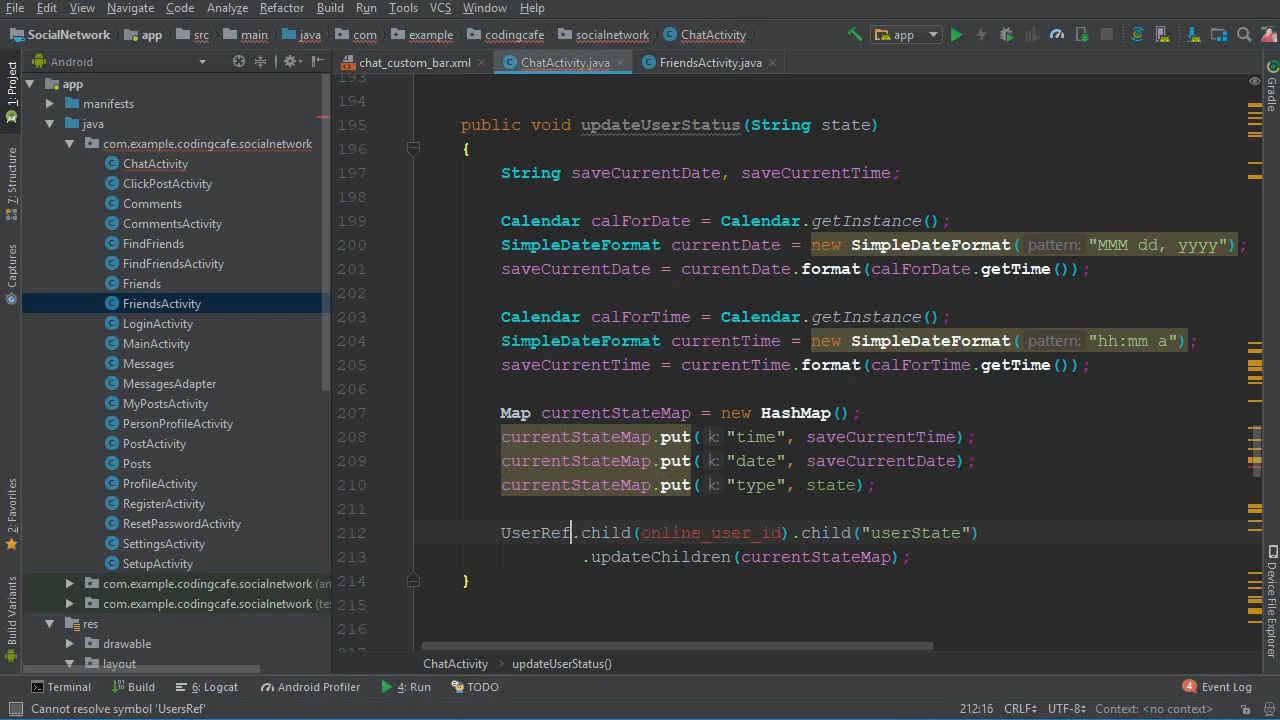 File Edit View Navigate Code Analyze Refactor Build Run Tools VCS Window Help
SocialNetwork app src main java com example codingcafe socialnetwork ChatActivity app
Android
chat_custom_bar.xml ChatActivity.java FriendsActivity.java
1: Project
Z: Structure
Captures
2: Favorites
Build Variants
app
manifests
java
com.example.codingcafe.socialnetwork
ChatActivity
ClickPostActivity
Comments
CommentsActivity
FindFriends
FindFriendsActivity
Friends
FriendsActivity
LoginActivity
MainActivity
Messages
MessagesAdapter
MyPostsActivity
PersonProfileActivity
PostActivity
Posts
ProfileActivity
RegisterActivity
ResetPasswordActivity
SettingsActivity
SetupActivity
com.example.codingcafe.socialnetwork (an
com.example.codingcafe.socialnetwork (tes
res
drawable
layout
193
194
195 public void updateUserStatus(String state)
196 {
197 String saveCurrentDate, saveCurrentTime;
198
199 Calendar calForDate = Calendar.getInstance();
200 SimpleDateFormat currentDate = new SimpleDateFormat( pattern: "MMM dd, yyyy");
201 saveCurrentDate = currentDate.format(calForDate.getTime());
202
203 Calendar calForTime = Calendar.getInstance();
204 SimpleDateFormat currentTime = new SimpleDateFormat( pattern: "hh:mm a");
205 saveCurrentTime = currentTime.format(calForTime.getTime());
206
207 Map currentStateMap = new HashMap();
208 currentStateMap.put( k: "time", saveCurrentTime);
209 currentStateMap.put( k: "date", saveCurrentDate);
210 currentStateMap.put( k: "type", state);
211
212 UserRef.child(online_user_id).child("userState")
213 .updateChildren(currentStateMap);
214 }
215
216
217
ChatActivity updateUserStatus()
Gradle
Device File Explorer
Terminal Build 6: Logcat Android Profiler 4: Run TODO 4 Event Log
Cannot resolve symbol 'UsersRef' 212:16 CRLF UTF-8 Context: <no context>